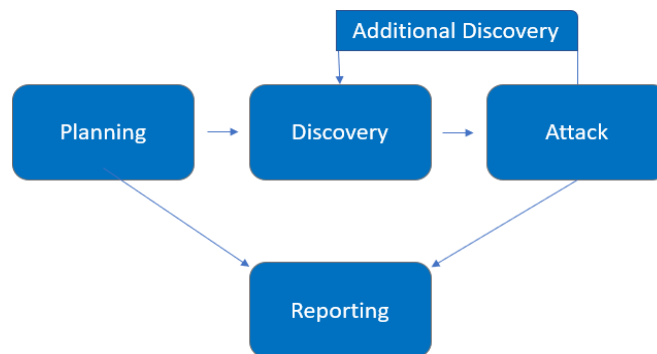 Additional Discovery
Planning
Discovery
Attack
Reporting